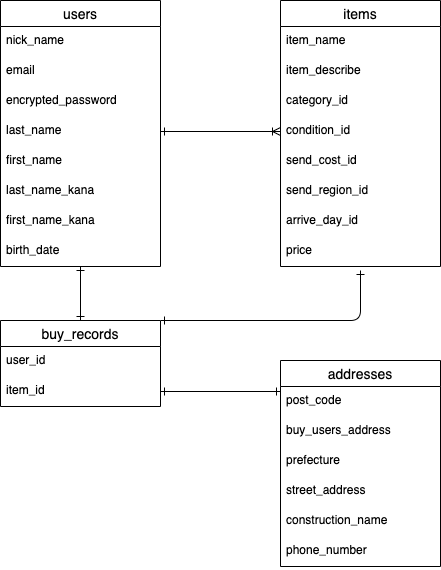 users
nick_name
email
encrypted_password
last_name
first_name
last_name_kana
first_name_kana
birth_date
items
item_name
item_describe
category_id
condition_id
send_cost_id
send_region_id
arrive_day_id
price
buy_records
user_id
item_id
addresses
post_code
buy_users_address
prefecture
street_address
construction_name
phone_number